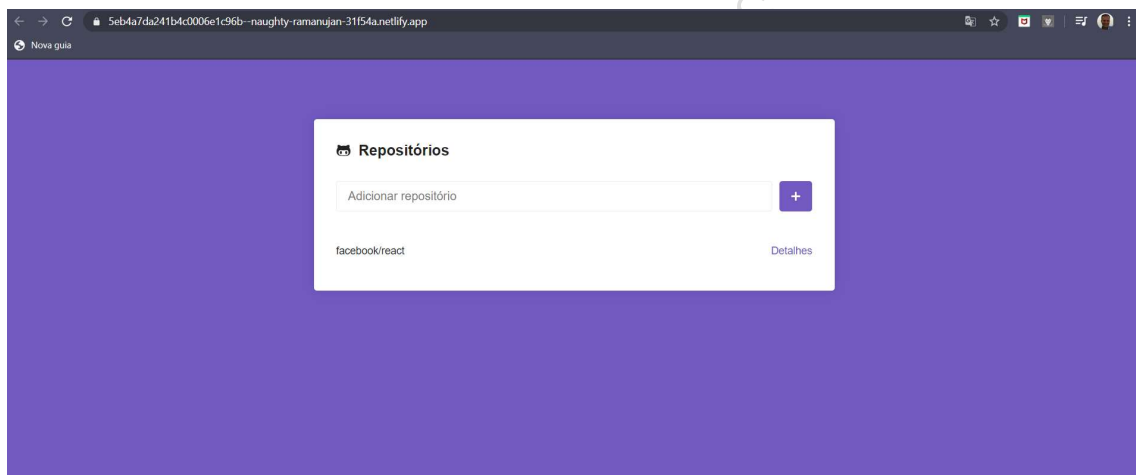 5eb4a7da241b4c0006e1c96b--naughty-ramanujan-31f54a.netlify.app
Nova guia
Repositórios
Adicionar repositório
+
facebook/react Detalhes